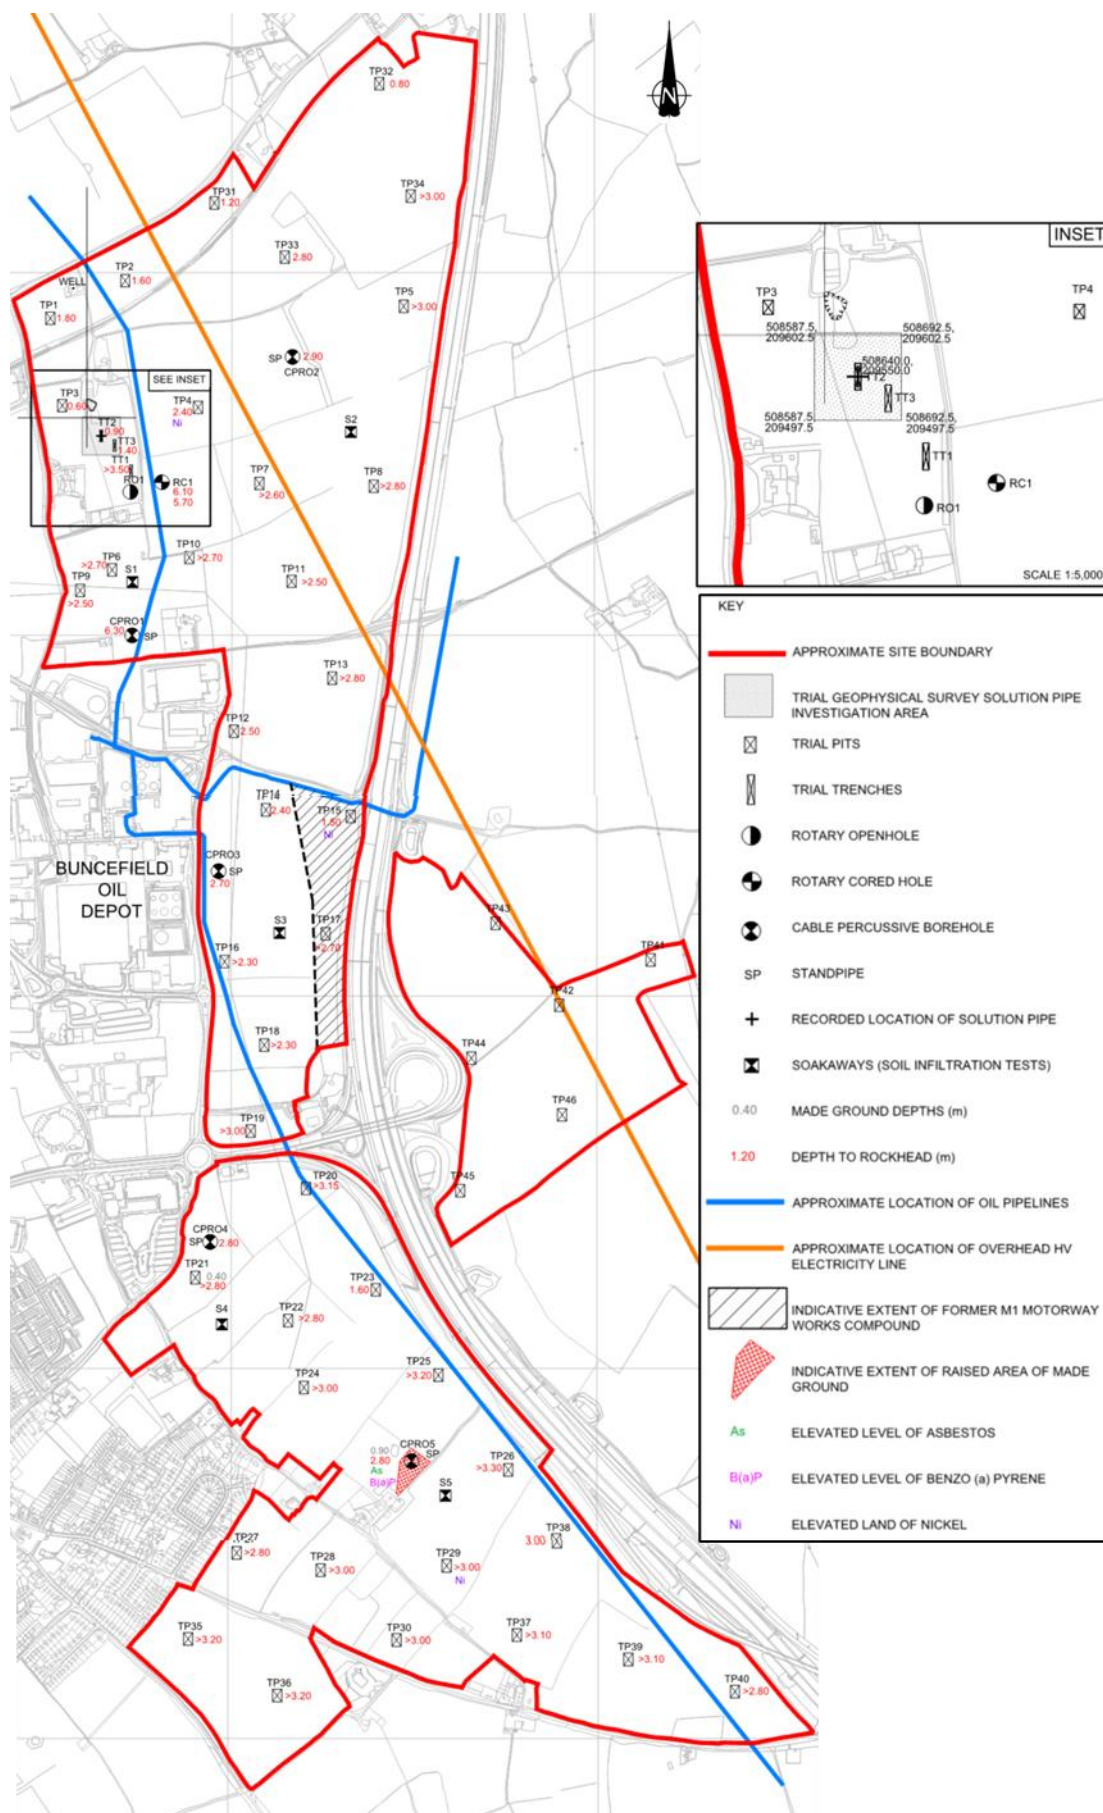 N
TP32
0.80
TP31
1.20
TP34
>3.00
TP33
2.80
TP2
1.60
WELL
TP1
1.80
TP5
>3.00
SP
2.90
CPRO2
SEE INSET
TP3
0.60
TP4
2.40
Ni
TT2
0.90
TT3
1.40
TT1
>3.50
RO1
RC1
6.10
5.70
S2
TP7
>2.60
TP8
>2.80
TP6
>2.70
S1
TP10
>2.70
TP9
>2.50
TP11
>2.50
CPRO1
6.30
SP
TP13
>2.80
TP12
2.50
TP14
2.40
TP15
1.50
Ni
BUNCEFIELD
OIL
DEPOT
CPRO3
SP
2.70
S3
TP17
>2.70
TP16
>2.30
TP18
>2.30
TP19
>3.00
TP43
TP41
TP42
TP44
TP46
TP45
TP20
>3.15
CPRO4
SP
2.80
TP21
0.40
>2.80
S4
TP22
>2.80
TP23
1.60
TP24
>3.00
TP25
>3.20
0.90
CPRO5
2.80
SP
As
B(a)P
S5
TP26
>3.30
TP27
>2.80
TP28
>3.00
TP29
>3.00
Ni
TP38
3.00
TP35
>3.20
TP30
>3.00
TP37
>3.10
TP39
>3.10
TP36
>3.20
TP40
>2.80
INSET
TP3
TP4
508587.5,
209602.5
508692.5,
209602.5
508640.0,
209550.0
TT2
TT3
508587.5
209497.5
508692.5
209497.5
TT1
RC1
RO1
SCALE 1:5,000
KEY
APPROXIMATE SITE BOUNDARY
TRIAL GEOPHYSICAL SURVEY SOLUTION PIPE
INVESTIGATION AREA
TRIAL PITS
TRIAL TRENCHES
ROTARY OPENHOLE
ROTARY CORED HOLE
CABLE PERCUSSIVE BOREHOLE
SP STANDPIPE
RECORDED LOCATION OF SOLUTION PIPE
SOAKAWAYS (SOIL INFILTRATION TESTS)
0.40 MADE GROUND DEPTHS (m)
1.20 DEPTH TO ROCKHEAD (m)
APPROXIMATE LOCATION OF OIL PIPELINES
APPROXIMATE LOCATION OF OVERHEAD HV
ELECTRICITY LINE
INDICATIVE EXTENT OF FORMER M1 MOTORWAY
WORKS COMPOUND
INDICATIVE EXTENT OF RAISED AREA OF MADE
GROUND
As ELEVATED LEVEL OF ASBESTOS
B(a)P ELEVATED LEVEL OF BENZO (a) PYRENE
Ni ELEVATED LAND OF NICKEL